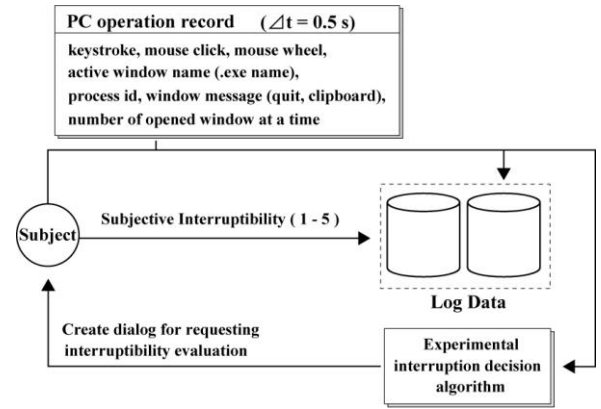 PC operation record (⊿t = 0.5 s)
keystroke, mouse click, mouse wheel,
active window name (.exe name),
process id, window message (quit, clipboard),
number of opened window at a time
Subject
Subjective Interruptibility ( 1 - 5 )
Log Data
Create dialog for requesting
interruptibility evaluation
Experimental
interruption decision
algorithm